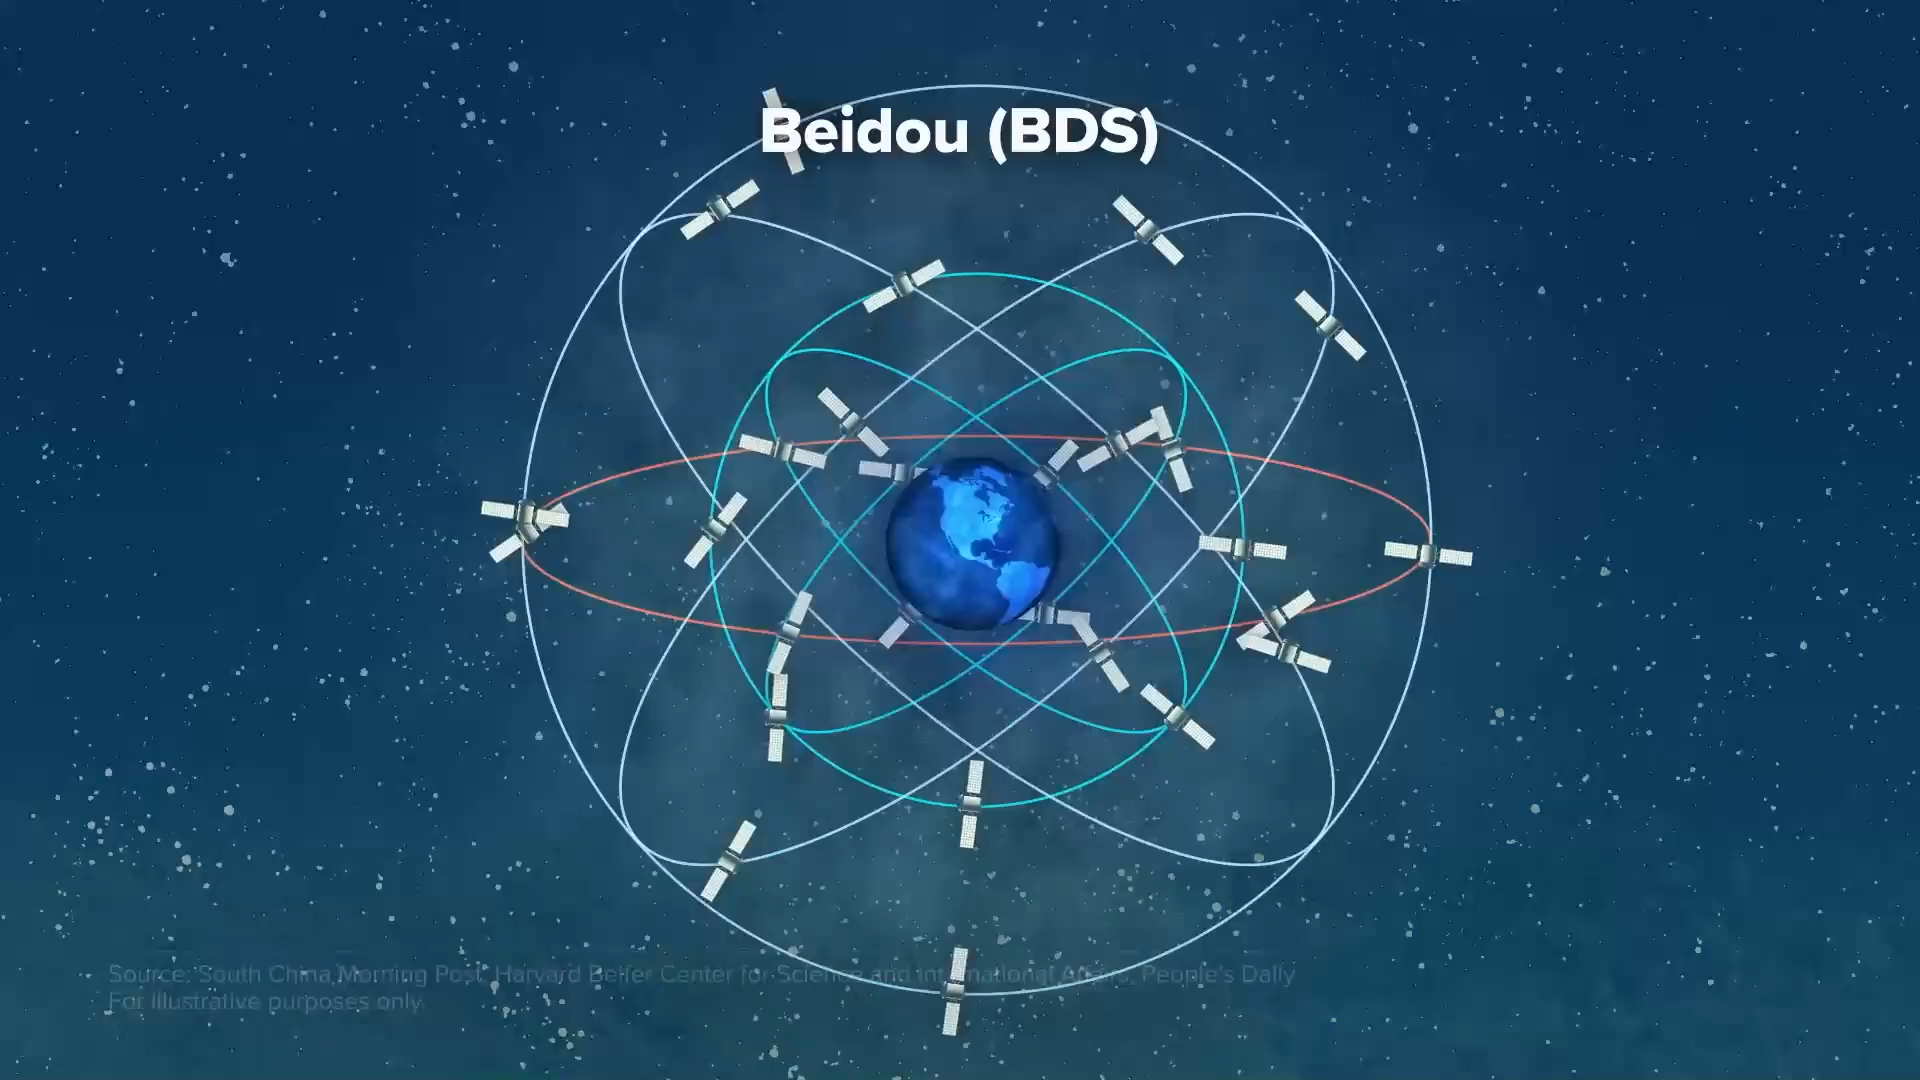 Beidou (BDS)
Source: South China Morning Post, Harvard Belfer Center for Science and International Affairs, People's Daily
For illustrative purposes only.